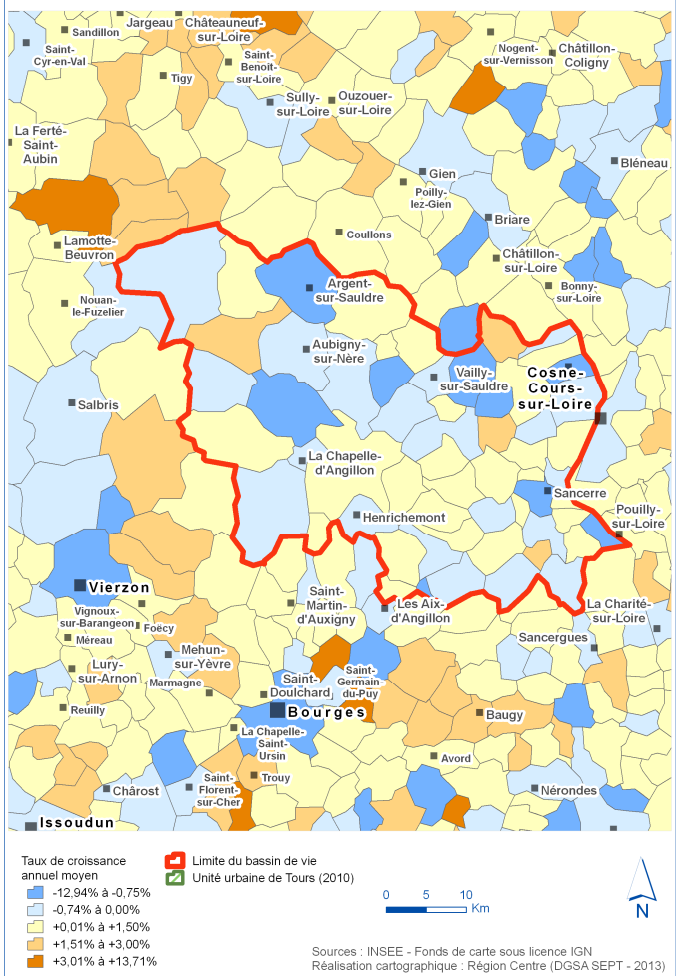 Sandillon
Jargeau
Châteauneuf-
sur-Loire
Saint-
Cyr-en-Val
Tigy
Saint-
Benoit-
sur-Loire
Sully-
sur-Loire
Ouzouer-
sur-Loire
Nogent-
sur-Vernisson
Châtillon-
Coligny
La Ferté-
Saint-
Aubin
Gien
Poilly-
lez-Gien
Bléneau
Briare
Lamotte-
Beuvron
Coullons
Châtillon-
sur-Loire
Bonny-
sur-Loire
Nouan-
le-Fuzelier
Argent-
sur-Sauldre
Aubigny-
sur-Nère
Vailly-
sur-Sauldre
Cosne-
Cours-
sur-Loire
Salbris
La Chapelle-
d'Angillon
Sancerre
Henrichemont
Pouilly-
sur-Loire
Vierzon
Vignoux-
sur-Barangeon
Foëcy
Méreau
Saint-
Martin-
d'Auxigny
Les Aix-
d'Angillon
La Charité-
sur-Loire
Sancergues
Mehun-
sur-Yèvre
Lury-
sur-Arnon
Marmagne
Saint-
Doulchard
Saint-
Germain-
du-Puy
Reuilly
Bourges
Baugy
La Chapelle-
Saint-
Ursin
Avord
Trouy
Chârost
Saint-
Florent-
sur-Cher
Nérondes
Issoudun
Taux de croissance
annuel moyen
-12,94% à -0,75%
-0,74% à 0,00%
+0,01% à +1,50%
+1,51% à +3,00%
+3,01% à +13,71%
Limite du bassin de vie
Unité urbaine de Tours (2010)
0 5 10
Km
N
Sources : INSEE - Fonds de carte sous licence IGN
Réalisation cartographique : Région Centre (DGSA SEPT - 2013)